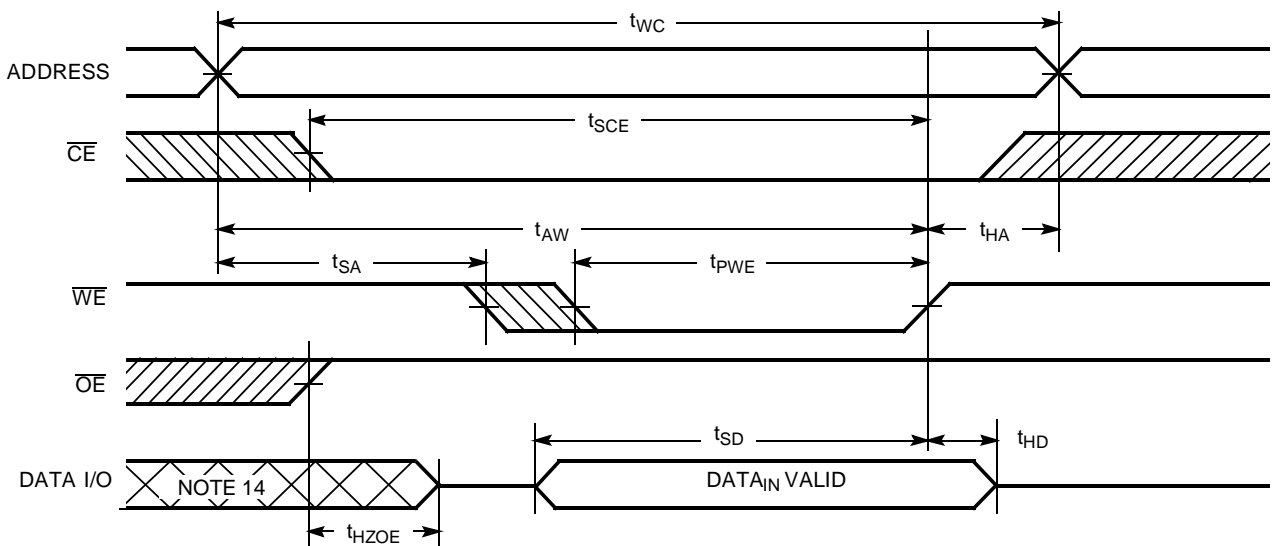 tWC
ADDRESS
tSCE
CE
tAW
tHA
tSA
tPWE
WE
OE
tSD
tHD
DATA I/O
NOTE 14
DATAIN VALID
tHZOE